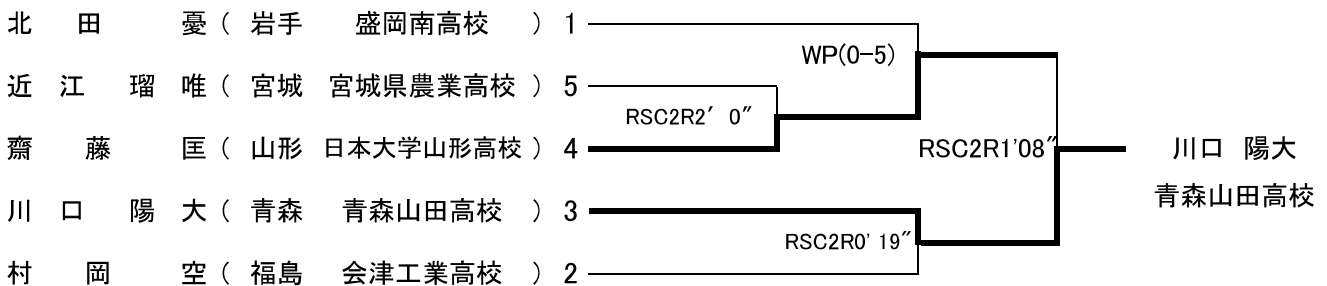 北田 憂( 岩手 盛岡南高校 ) 1
WP(0-5)
近江 瑠唯( 宮城 宮城県農業高校 ) 5
RSC2R2′0″
齋藤 匡( 山形 日本大学山形高校 ) 4
RSC2R1'08″
川口 陽大
青森山田高校
川口 陽大( 青森 青森山田高校 ) 3
RSC2R0'19″
村岡 空( 福島 会津工業高校 ) 2